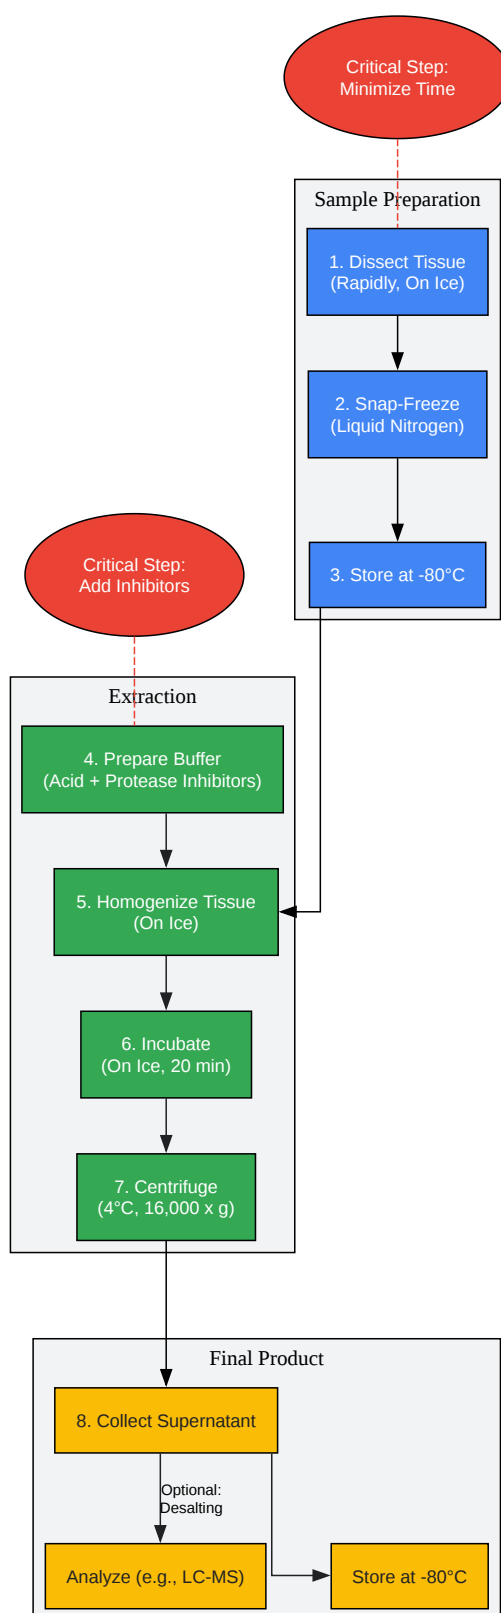 Critical Step:
Minimize Time
Sample Preparation
1. Dissect Tissue
(Rapidly, On Ice)
2. Snap-Freeze
(Liquid Nitrogen)
3. Store at -80°C
Critical Step:
Add Inhibitors
Extraction
4. Prepare Buffer
(Acid + Protease Inhibitors)
5. Homogenize Tissue
(On Ice)
6. Incubate
(On Ice, 20 min)
7. Centrifuge
(4°C, 16,000 x g)
Final Product
8. Collect Supernatant
Optional:
Desalting
Analyze (e.g., LC-MS)
Store at -80°C